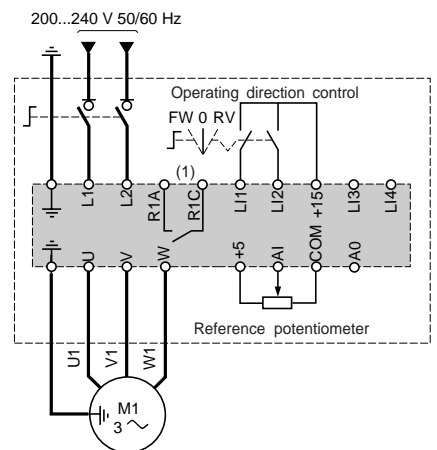 200...240 V 50/60 Hz
Operating direction control
FW 0 RV
(1)
L1
L2
R1A
R1C
LI1
LI2
+15
LI3
LI4
U
V
W
+5
AI
COM
A0
Reference potentiometer
U1
V1
W1
M1
3